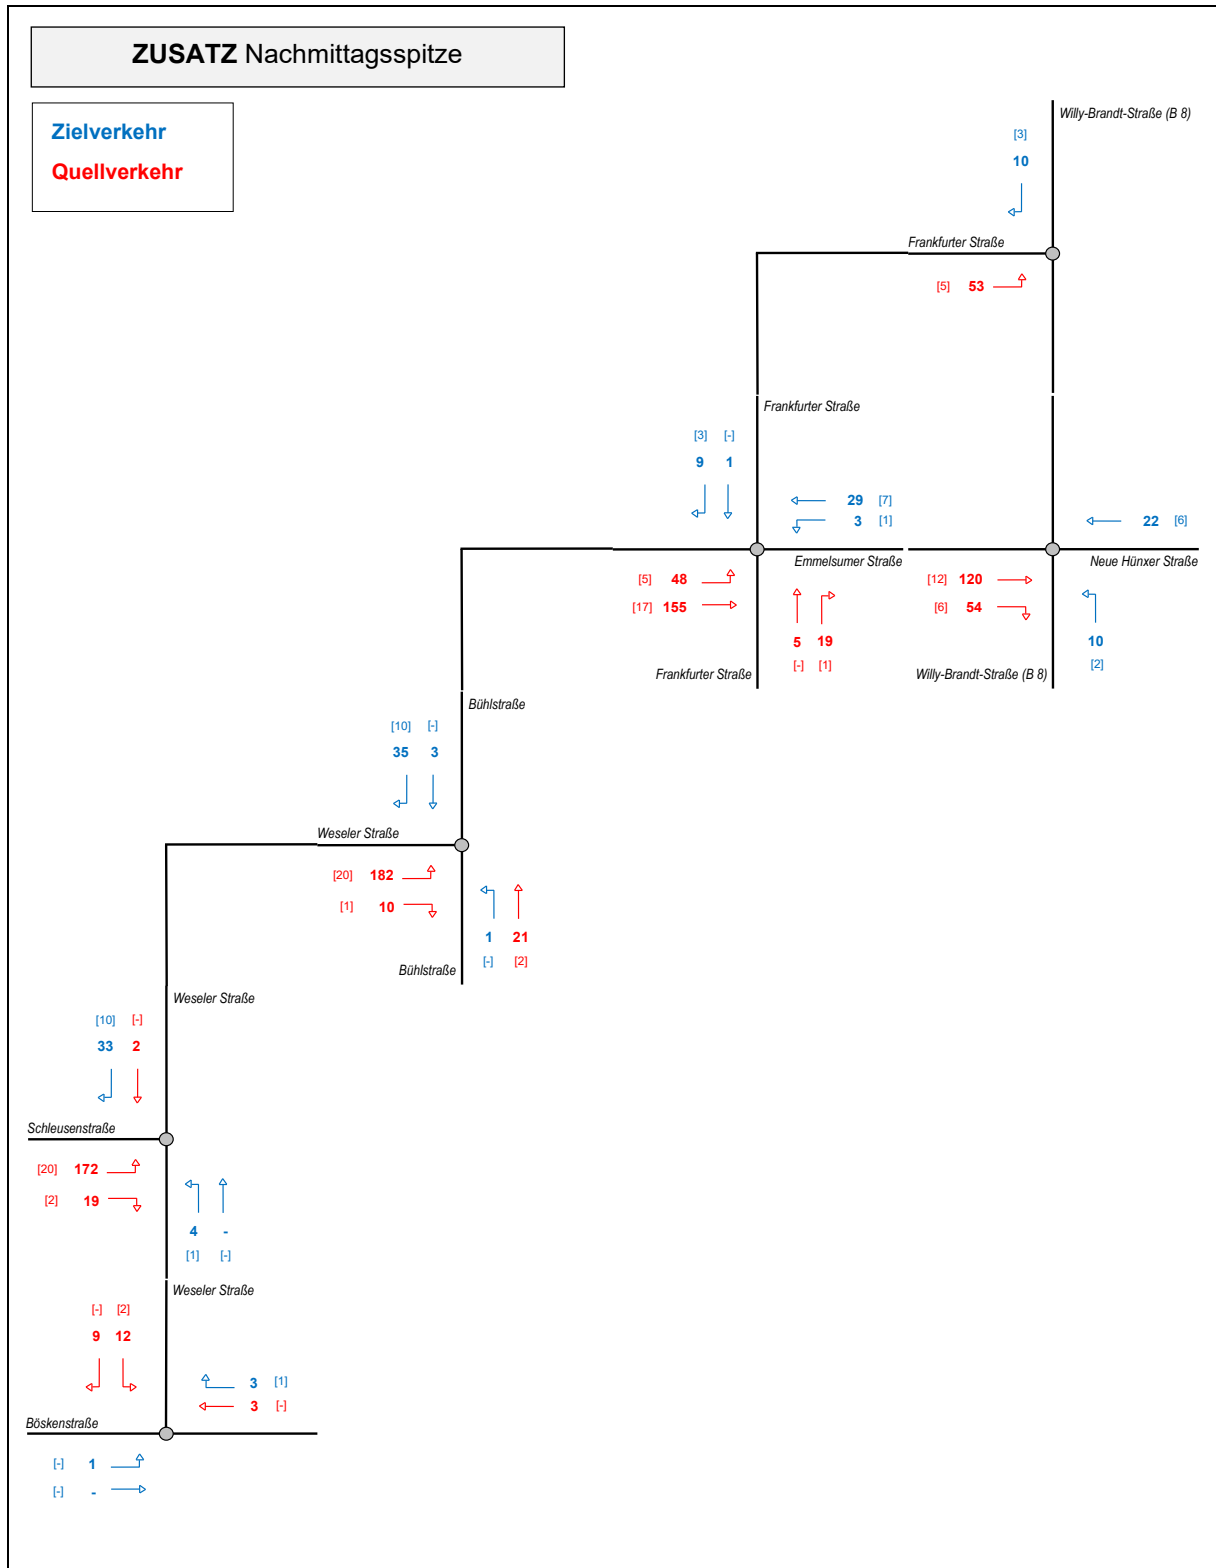 ZUSATZ Nachmittagsspitze
Zielverkehr
Quellverkehr
Willy-Brandt-Straße (B 8)
[3]
10
Frankfurter Straße
[5] 53
Frankfurter Straße
[3] [-]
9 1
29 [7]
3 [1]
22 [6]
Emmelsumer Straße
Neue Hünxer Straße
[5] 48
[17] 155
[12] 120
[6] 54
5 19
[-] [1]
10
[2]
Frankfurter Straße
Willy-Brandt-Straße (B 8)
Bühlstraße
[10] [-]
35 3
Weseler Straße
[20] 182
[1] 10
1 21
[-] [2]
Bühlstraße
Weseler Straße
[10] [-]
33 2
Schleusenstraße
[20] 172
[2] 19
4 -
[1] [-]
Weseler Straße
[-] [2]
9 12
3 [1]
3 [-]
Böskenstraße
[-] 1
[-] -